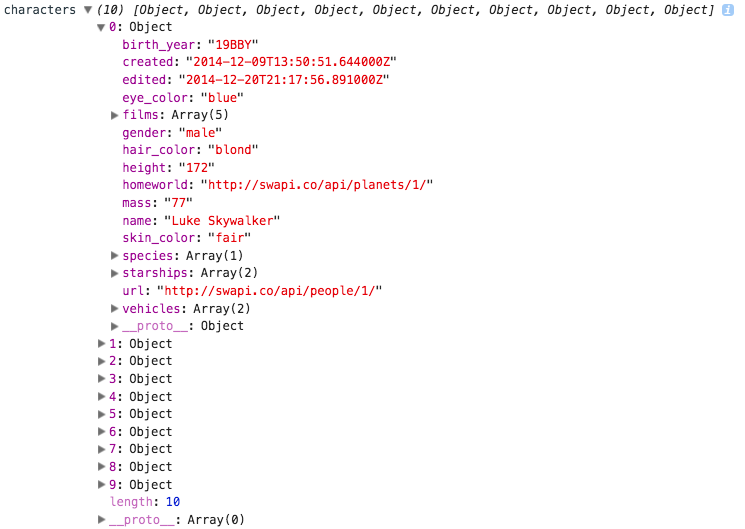 characters ▼ (10) [Object, Object, Object, Object, Object, Object, Object, Object, Object, Object] i
▼ 0: Object
birth_year: "19BBY"
created: "2014-12-09T13:50:51.644000Z"
edited: "2014-12-20T21:17:56.891000Z"
eye_color: "blue"
▶ films: Array(5)
gender: "male"
hair_color: "blond"
height: "172"
homeworld: "http://swapi.co/api/planets/1/"
mass: "77"
name: "Luke Skywalker"
skin_color: "fair"
▶ species: Array(1)
▶ starships: Array(2)
url: "http://swapi.co/api/people/1/"
▶ vehicles: Array(2)
▶ __proto__: Object
▶ 1: Object
▶ 2: Object
▶ 3: Object
▶ 4: Object
▶ 5: Object
▶ 6: Object
▶ 7: Object
▶ 8: Object
▶ 9: Object
length: 10
▶ __proto__: Array(0)